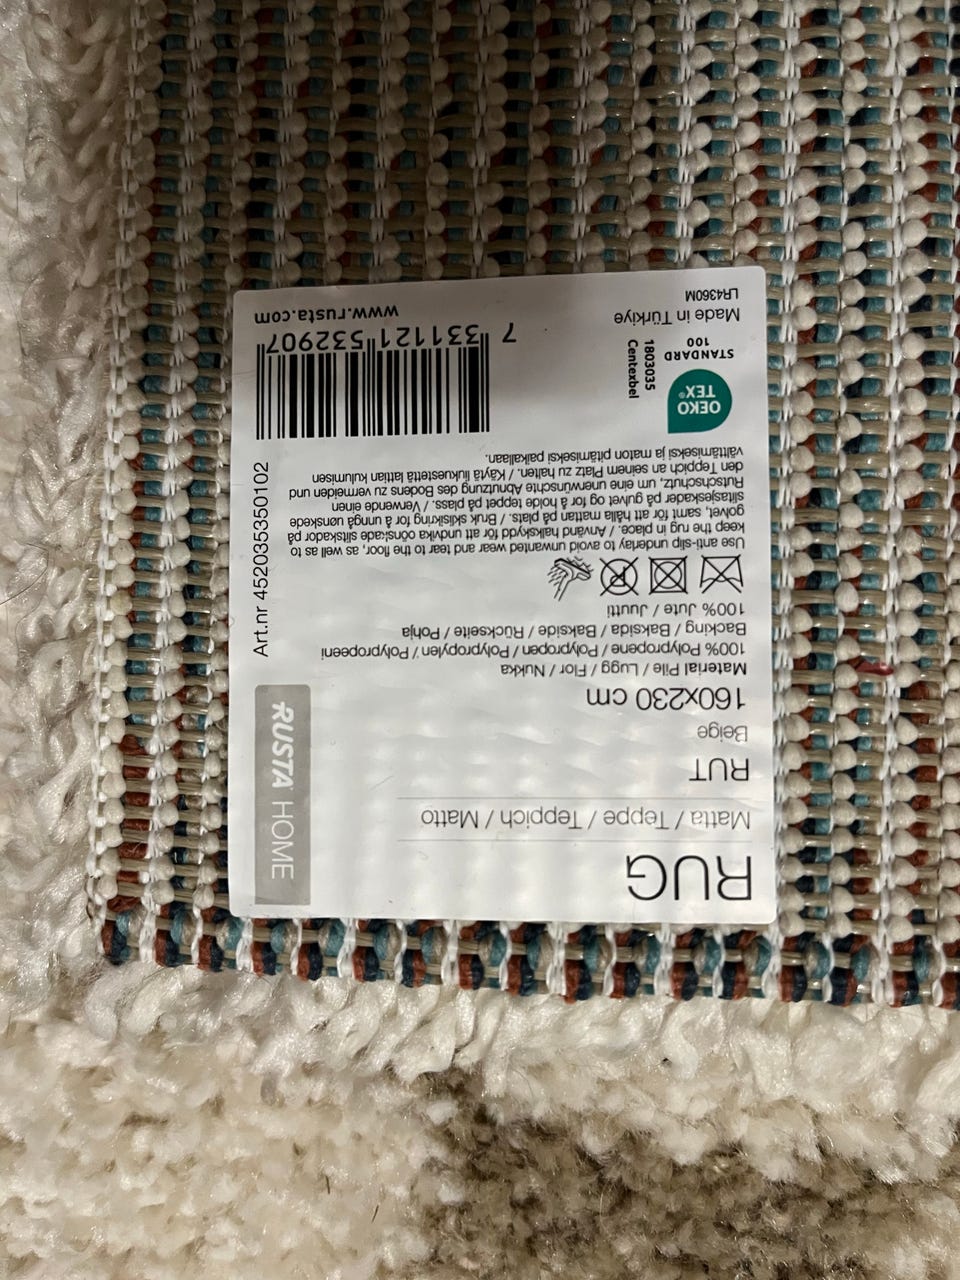 RUG
Matta / Teppe / Teppich / Matto
RUT
Beige
160x230 cm
Material Pile / Lugg / Flor / Nukka
100% Polypropene / Polypropen / Polypropylen / Polypropeeni
Backing / Baksida / Bakside / Rückseite / Pohja
100% Jute / Juutti
Use anti-slip underlay to avoid unwanted wear and tear to the floor, as well as to
keep the rug in place. / Använd halkskydd för att undvika oönskade slitskador på
golvet, samt för att hålla mattan på plats. / Bruk sklisikring for å unngå uønskede
slitasjeskader på gulvet og for å holde teppet på plass. / Verwende einen
Rutschschutz, um eine unerwünschte Abnutzung des Bodens zu vermeiden und
den Teppich an seinem Platz zu halten. / Käytä liukuestettä lattian kulumisen
välttämiseksi ja maton pitämiseksi paikallaan.
OEKO
TEX®
STANDARD
100
1803035
Centexbel
Made in Türkiye
LR4360M
RUSTA HOME
Art.nr 452035350102
7 331121 532907
www.rusta.com